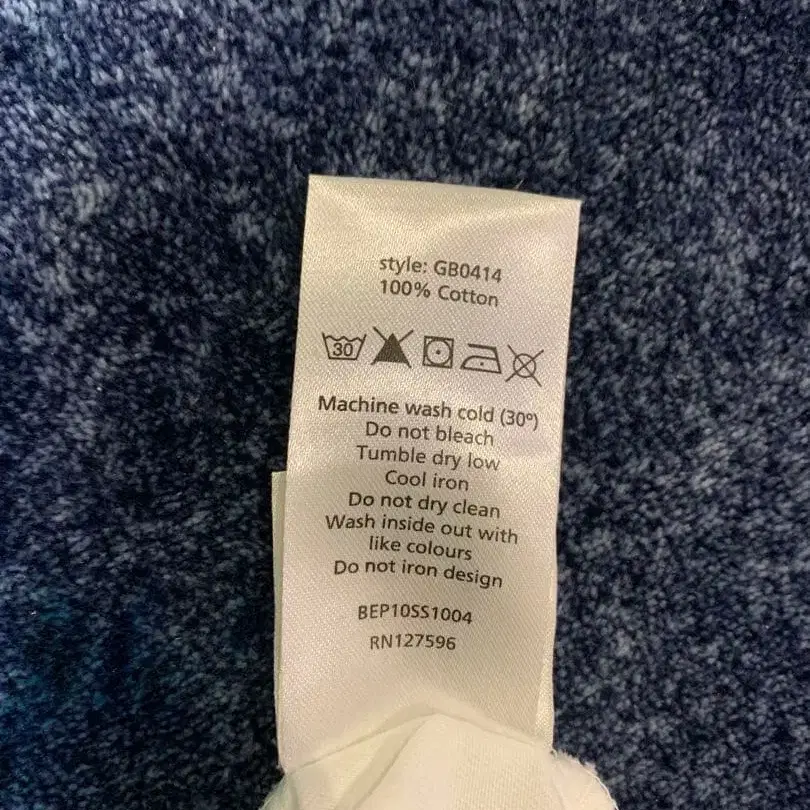 style: GB0414
100% Cotton
30
Machine wash cold (30º)
Do not bleach
Tumble dry low
Cool iron
Do not dry clean
Wash inside out with
like colours
Do not iron design
BEP10SS1004
RN127596